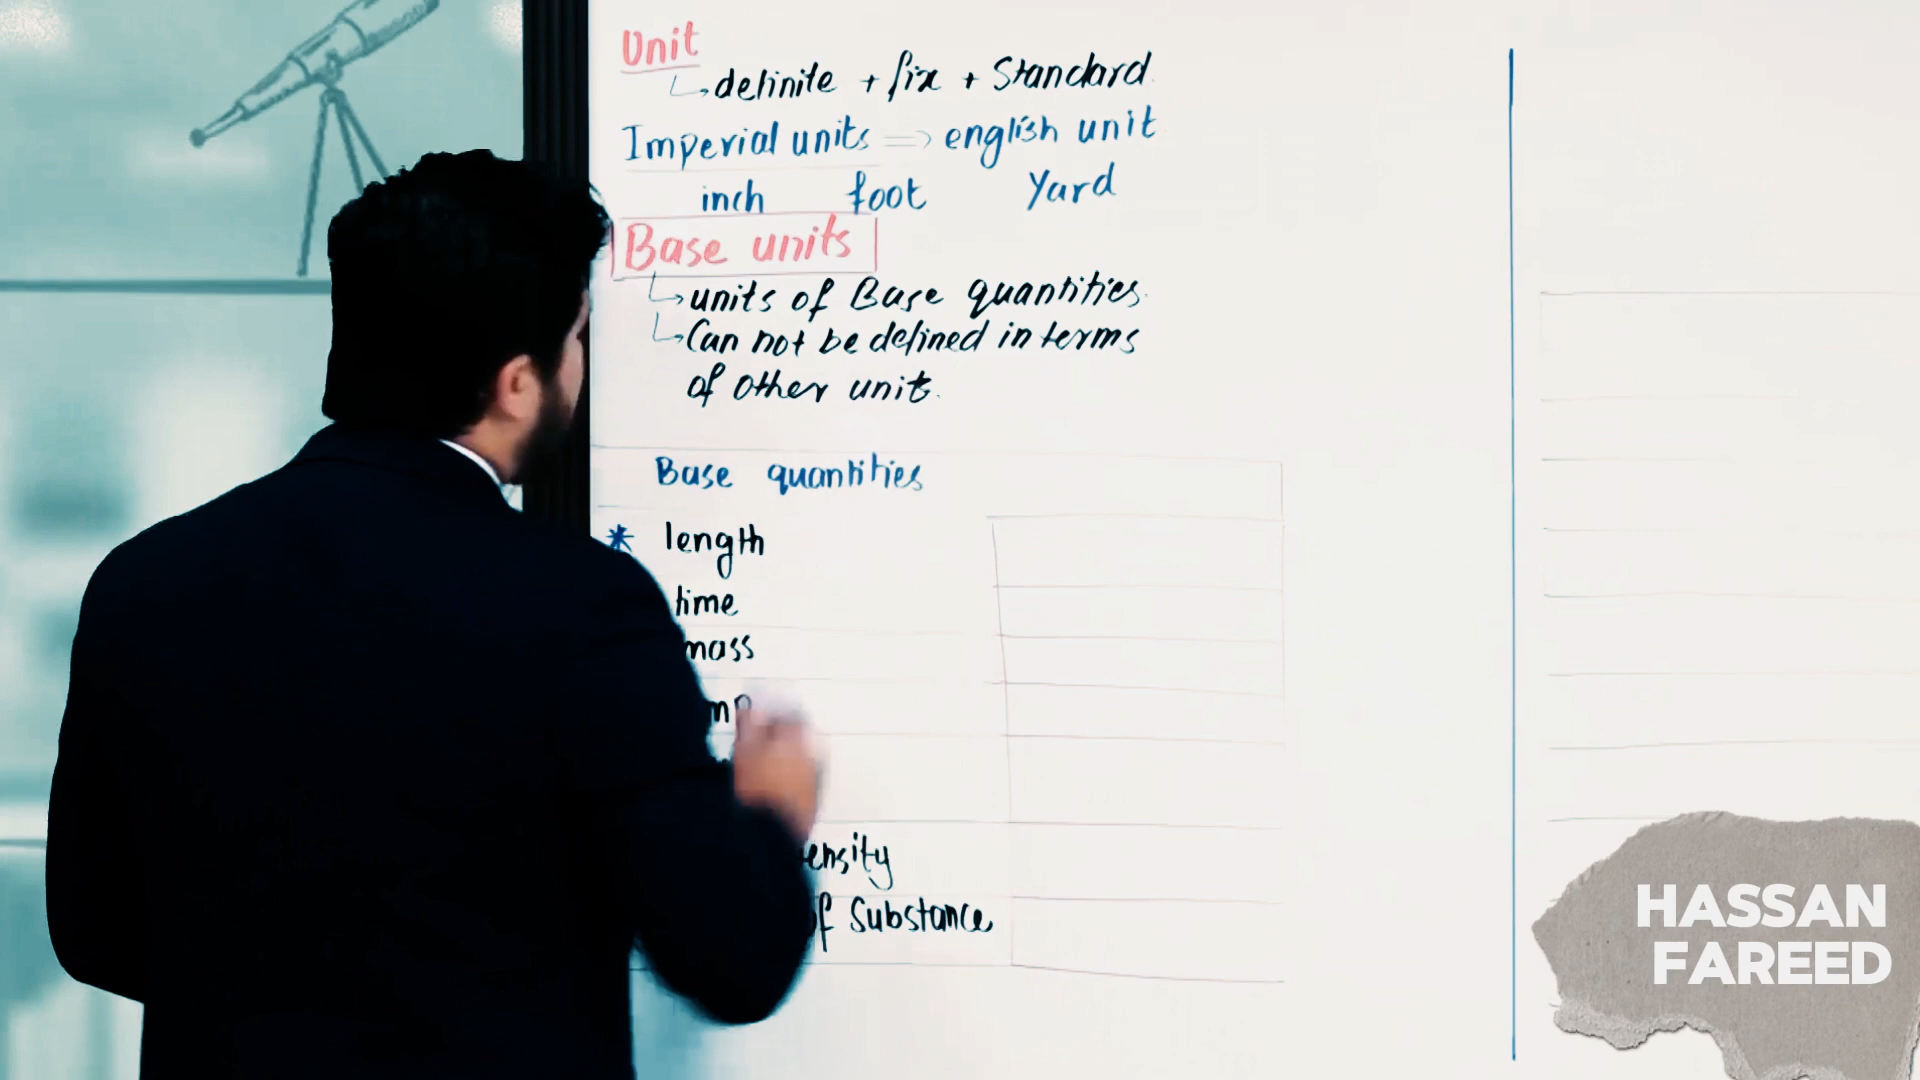 Unit
definite + fix + Standard.
Imperial units => english unit
inch foot Yard
Base units
units of Base quantities.
Can not be defined in terms
of other unit.
Base quantities
* length
time
mass
of Substance
HASSAN
FAREED